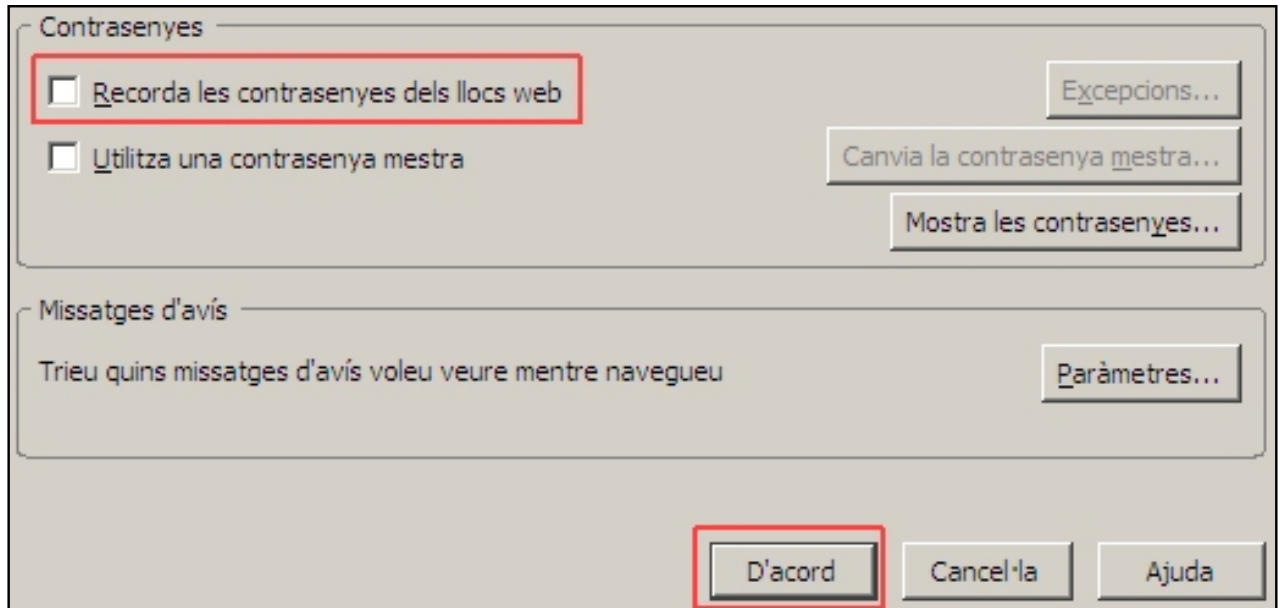 Contrasenyes
Recorda les contrasenyes dels llocs web
Excepcions...
Utilitza una contrasenya mestra
Canvia la contrasenya mestra...
Mostra les contrasenyes...
Missatges d'avís
Trieu quins missatges d'avís voleu veure mentre navegueu
Paràmetres...
D'acord
Cancel·la
Ajuda